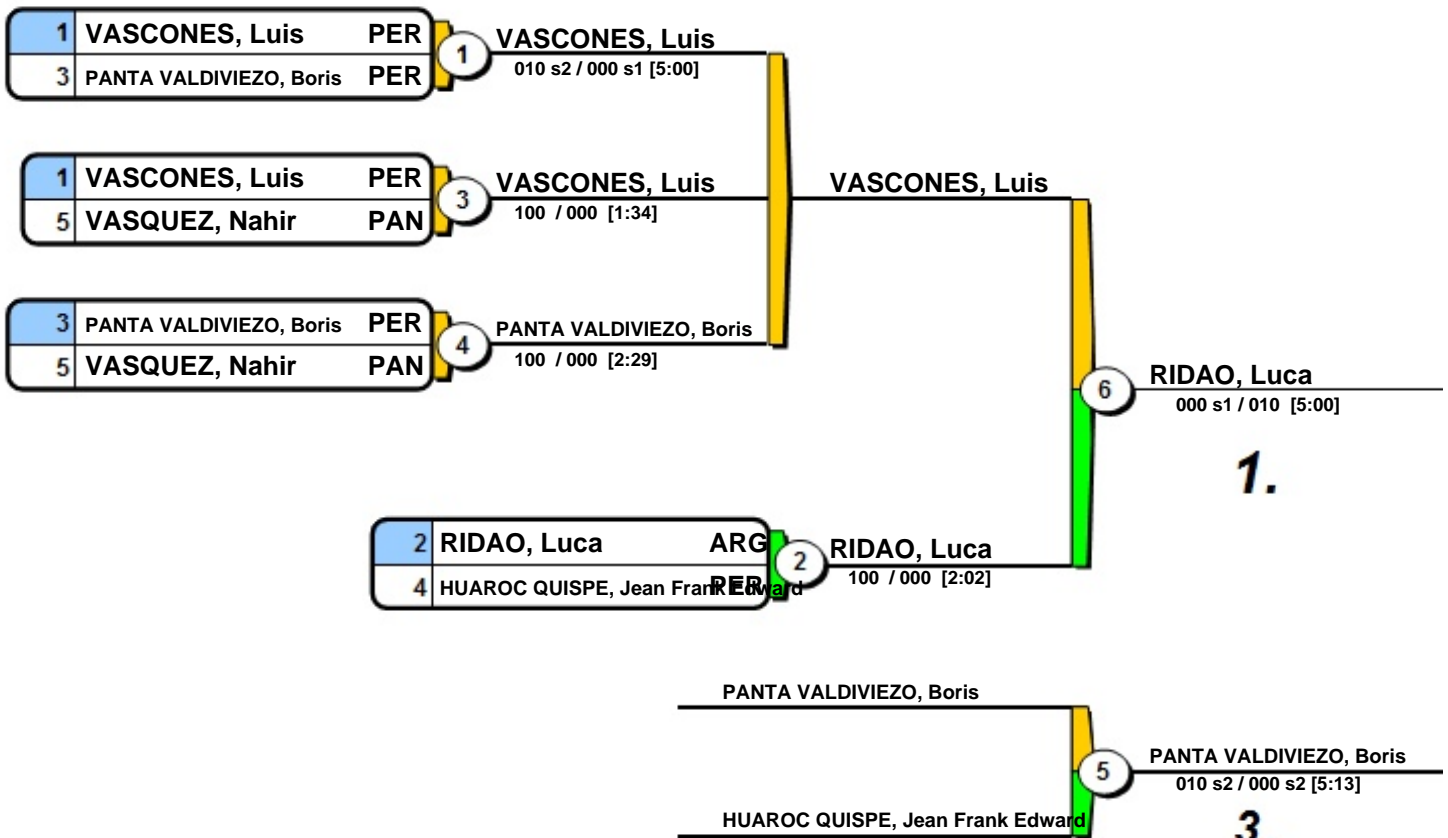 1 VASCONES, Luis PER
3 PANTA VALDIVIEZO, Boris PER
1 VASCONES, Luis
010 s2 / 000 s1 [5:00]
1 VASCONES, Luis PER
5 VASQUEZ, Nahir PAN
3 VASCONES, Luis
100 / 000 [1:34]
VASCONES, Luis
3 PANTA VALDIVIEZO, Boris PER
5 VASQUEZ, Nahir PAN
4 PANTA VALDIVIEZO, Boris
100 / 000 [2:29]
6 RIDAO, Luca
000 s1 / 010 [5:00]
1.
2 RIDAO, Luca ARG
4 HUAROC QUISPE, Jean Frank Edward PER
2 RIDAO, Luca
100 / 000 [2:02]
PANTA VALDIVIEZO, Boris
5 PANTA VALDIVIEZO, Boris
010 s2 / 000 s2 [5:13]
HUAROC QUISPE, Jean Frank Edward
3